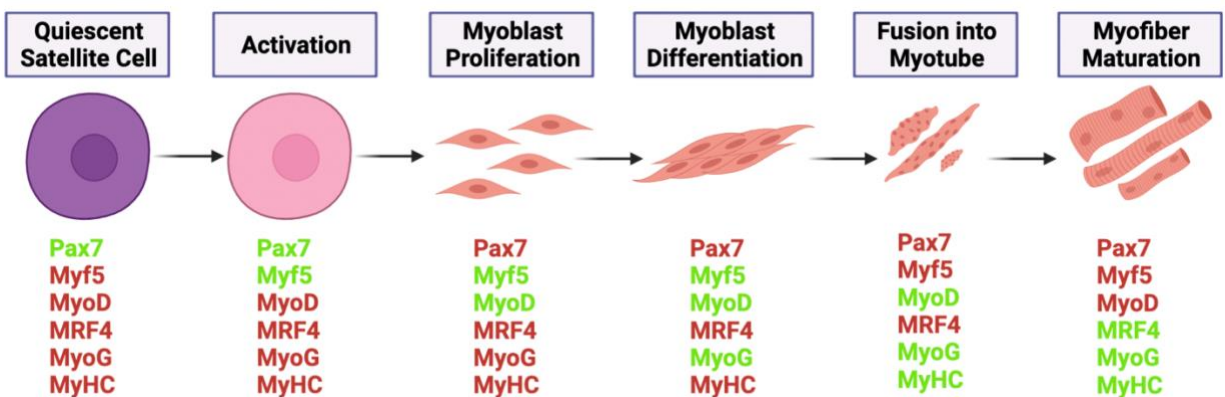 Quiescent
Satellite Cell
Activation
Myoblast
Proliferation
Myoblast
Differentiation
Fusion into
Myotube
Myofiber
Maturation
Pax7
Myf5
MyoD
MRF4
MyoG
MyHC
Pax7
Myf5
MyoD
MRF4
MyoG
MyHC
Pax7
Myf5
MyoD
MRF4
MyoG
MyHC
Pax7
Myf5
MyoD
MRF4
MyoG
MyHC
Pax7
Myf5
MyoD
MRF4
MyoG
MyHC
Pax7
Myf5
MyoD
MRF4
MyoG
MyHC